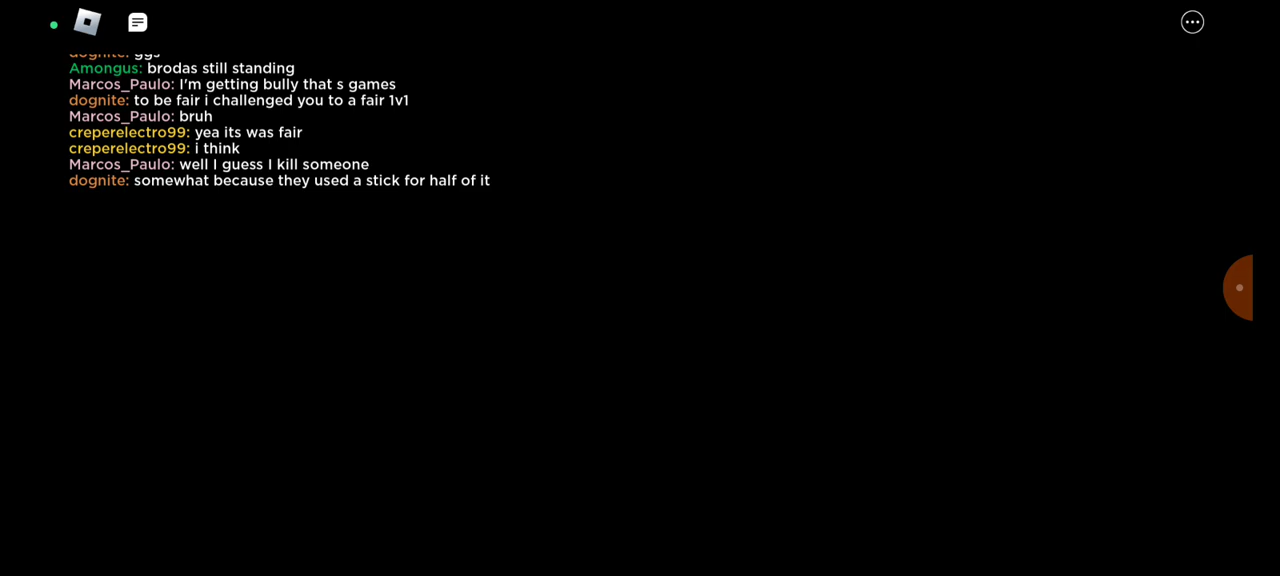 dognite: ggs
Amongus: brodas still standing
Marcos_Paulo: I'm getting bully that s games
dognite: to be fair i challenged you to a fair 1v1
Marcos_Paulo: bruh
creperelectro99: yea its was fair
creperelectro99: i think
Marcos_Paulo: well I guess I kill someone
dognite: somewhat because they used a stick for half of it